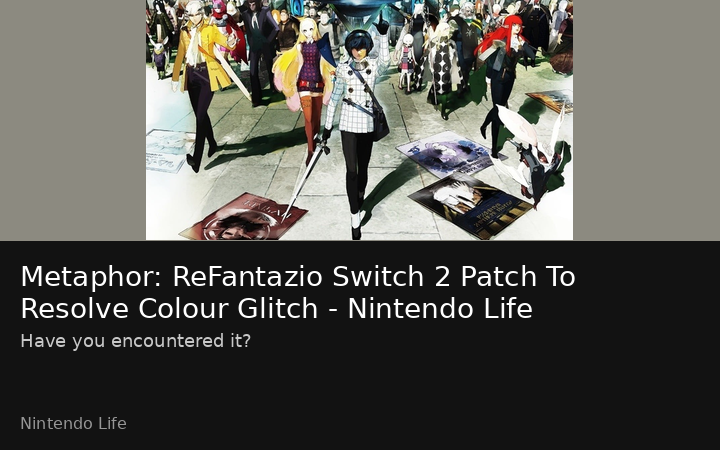 Metaphor: ReFantazio Switch 2 Patch To
Resolve Colour Glitch - Nintendo Life
Have you encountered it?
Nintendo Life